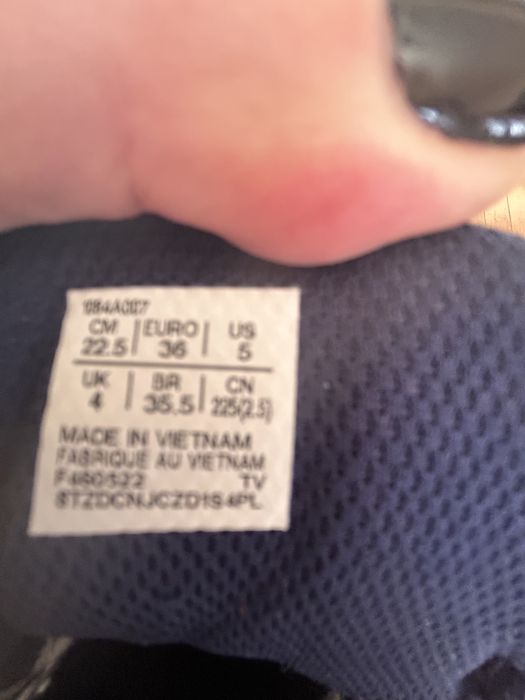 CM | EURO | US
22.5 | 36 | 5
UK | BR | CN
4 | 35.5 | 225(2.5)
MADE IN VIETNAM
FABRIQUE AU VIETNAM
F460522 TV